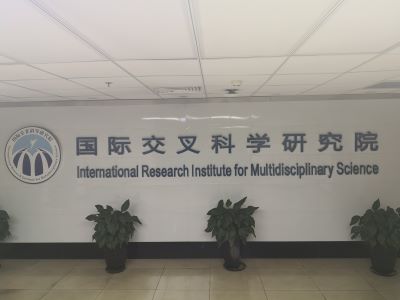 国际交叉科学研究院
International Research Institute for Multidisciplinary Science